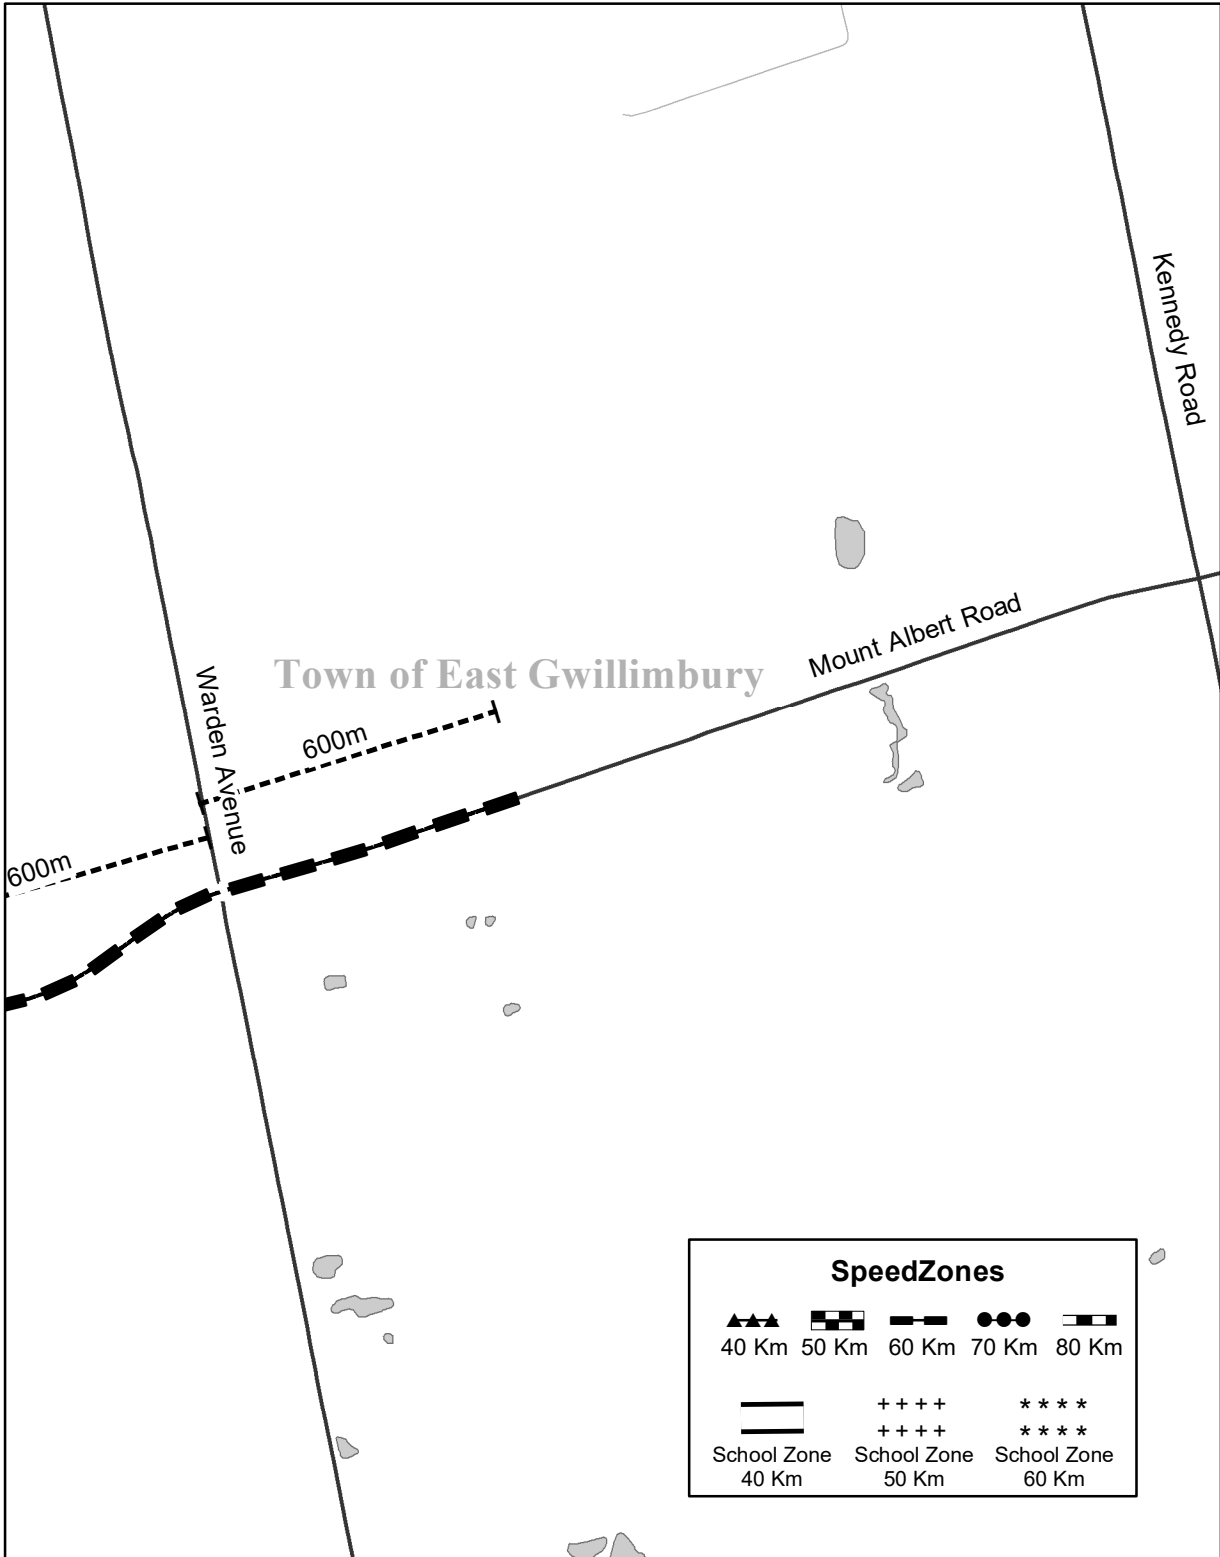 Kennedy Road
Mount Albert Road
Town of East Gwillimbury
Warden Avenue
600m
600m
SpeedZones
40 Km 50 Km 60 Km 70 Km 80 Km
School Zone School Zone School Zone
40 Km 50 Km 60 Km